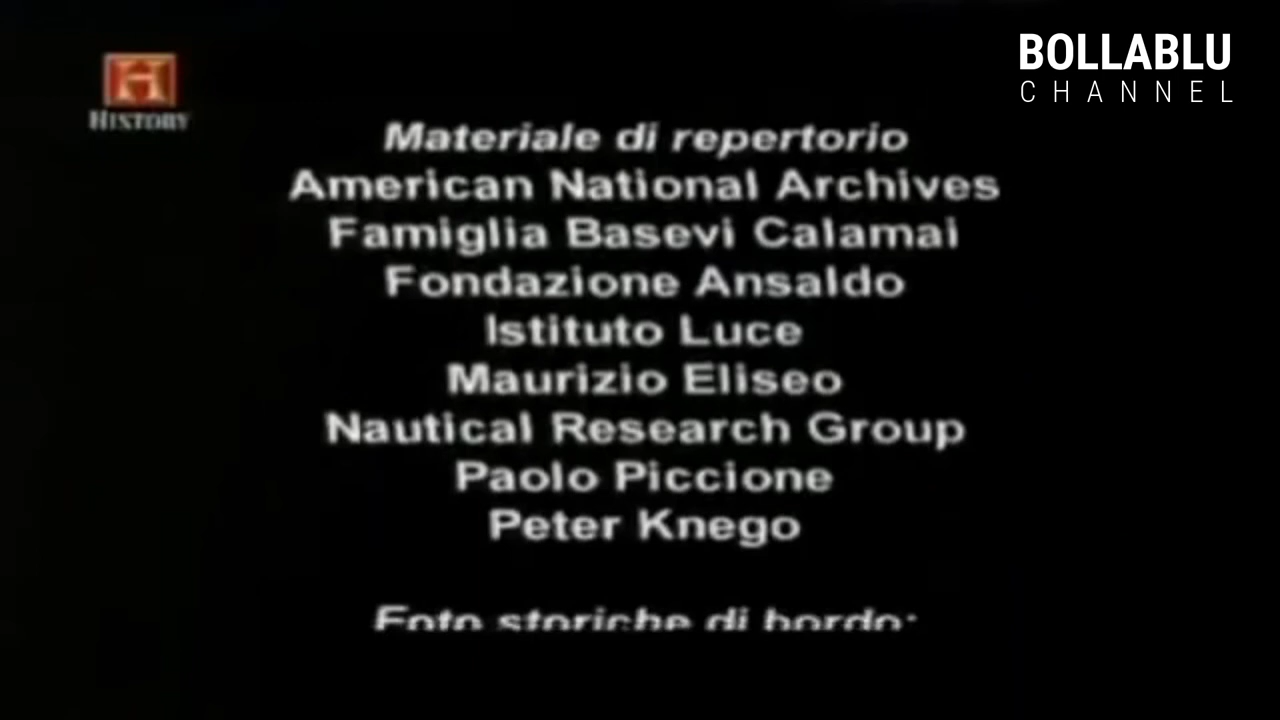 BOLLABLU
CHANNEL
HISTORY
Materiale di repertorio
American National Archives
Famiglia Basevi Calamai
Fondazione Ansaldo
Istituto Luce
Maurizio Eliseo
Nautical Research Group
Paolo Piccione
Peter Knego
Foto storiche di bordo: